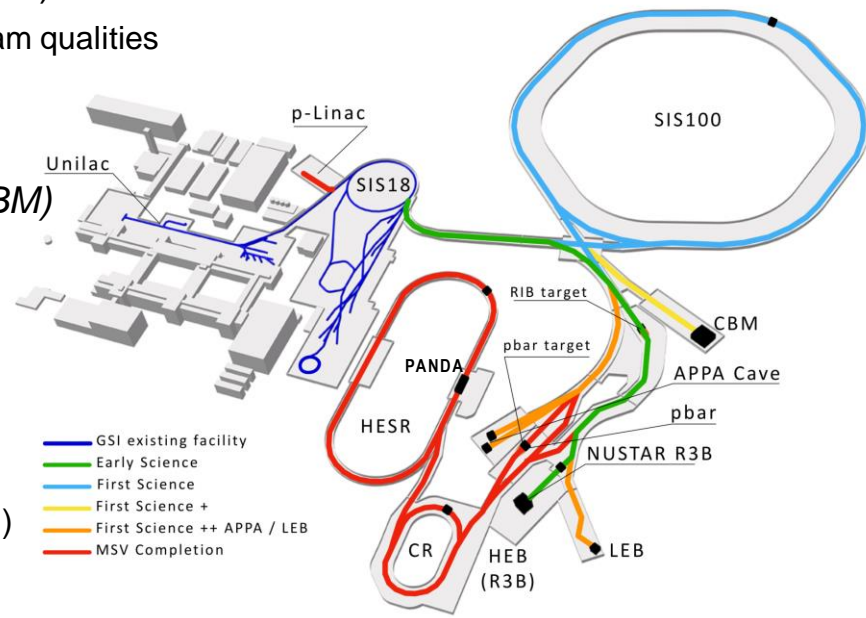 am qualities
p-Linac
SIS100
Unilac
SIS18
BM)
RIB target
CBM
pbar target
PANDA
APPA Cave
HESR
pbar
GSI existing facility
NUSTAR R3B
Early Science
First Science
First Science +
)
First Science ++ APPA / LEB
MSV Completion
CR
HEB
(R3B)
LEB